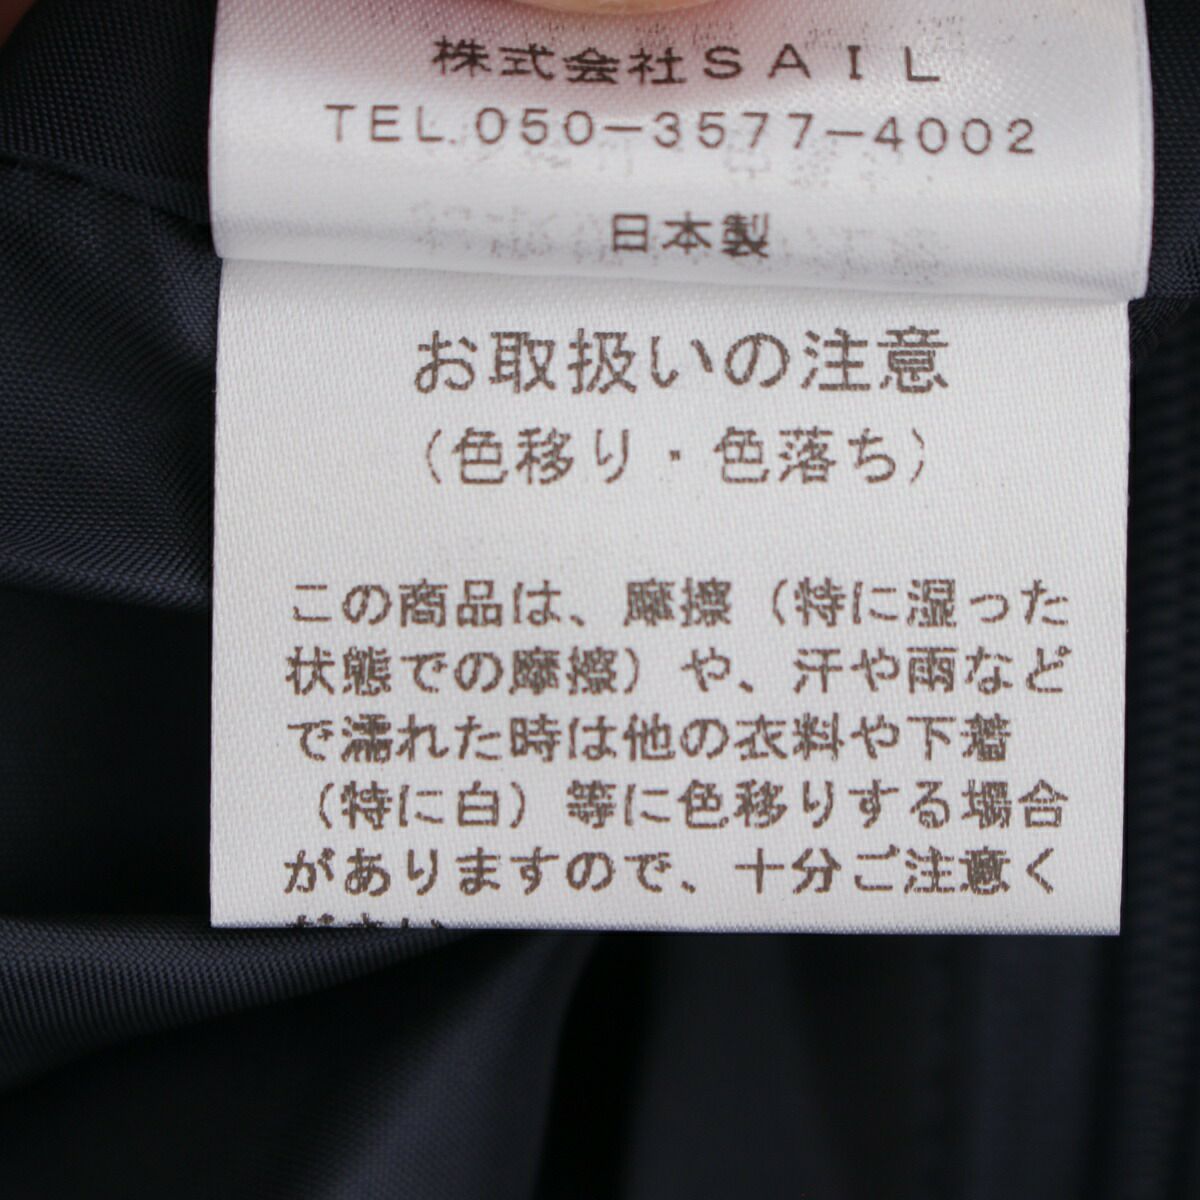 株式会社ＳＡＩＬ
ＴＥＬ.０５０−３５７７−４００２
日本製
お取扱いの注意
（色移り・色落ち）
この商品は、摩擦（特に湿った
状態での摩擦）や、汗や雨など
で濡れた時は他の衣料や下着
（特に白）等に色移りする場合
がありますので、十分ご注意く